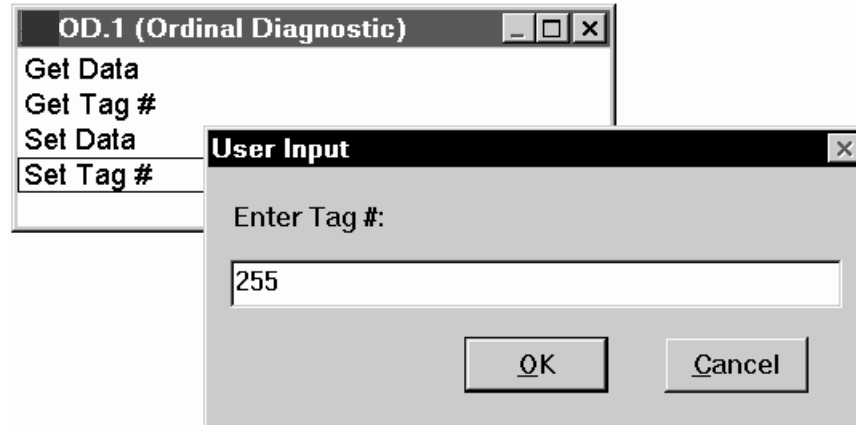 OD.1 (Ordinal Diagnostic)
Get Data
Get Tag #
Set Data
Set Tag #
User Input
Enter Tag #:
255
OK
Cancel